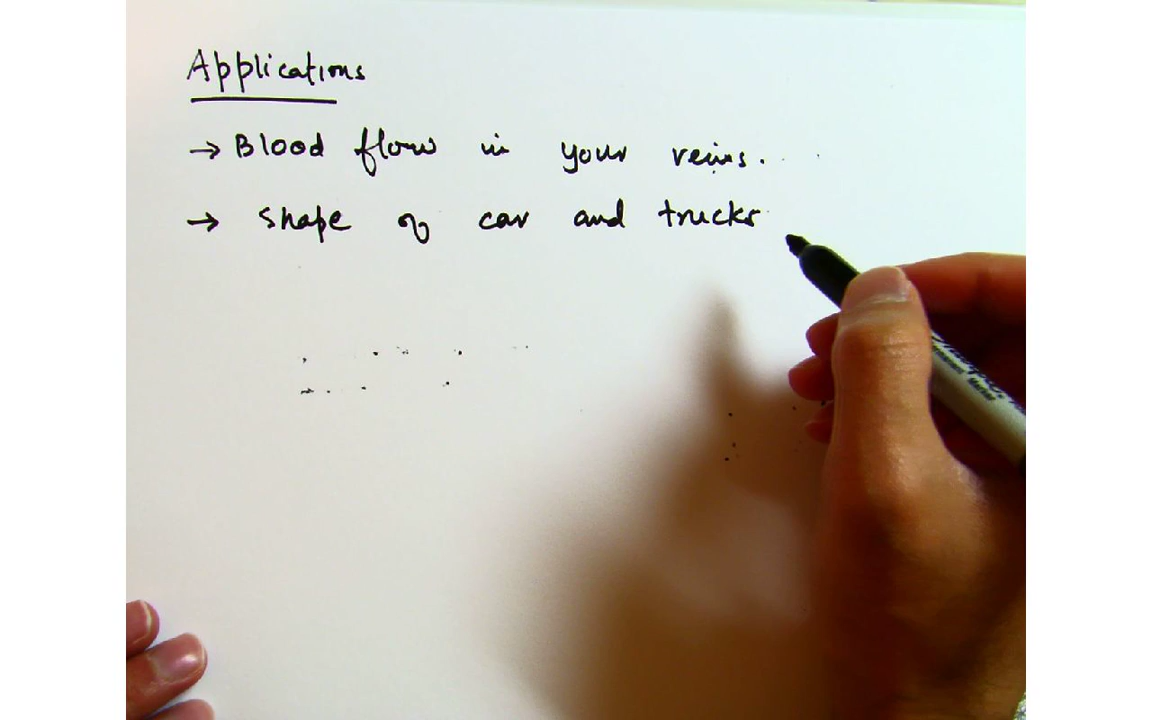 Applications
→ Blood flow in your veins.
→ Shape of car and trucks